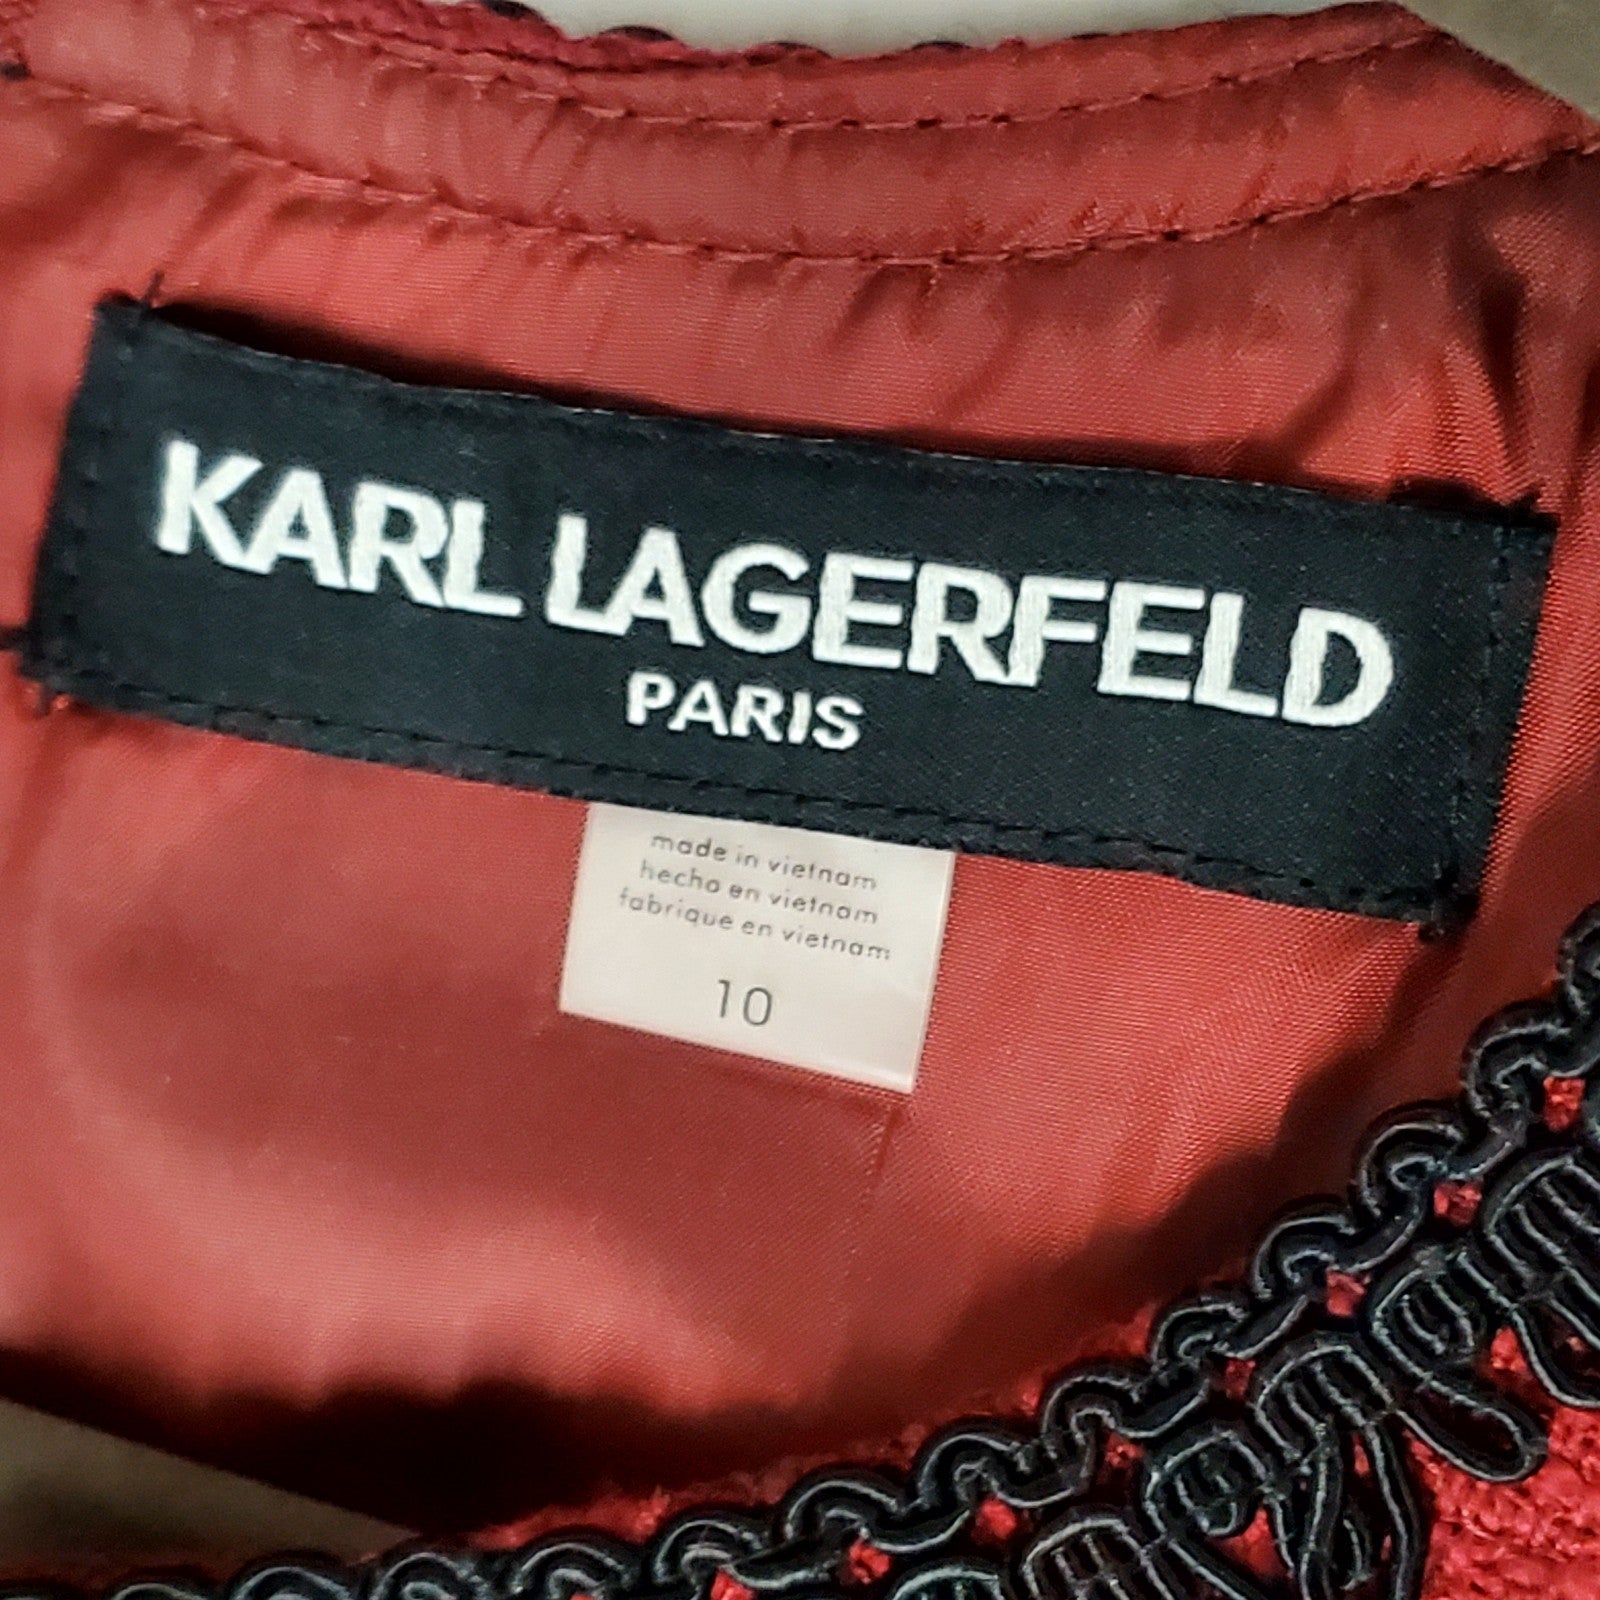 KARL LAGERFELD
PARIS
made in vietnam
hecho en vietnam
fabrique en vietnam
10